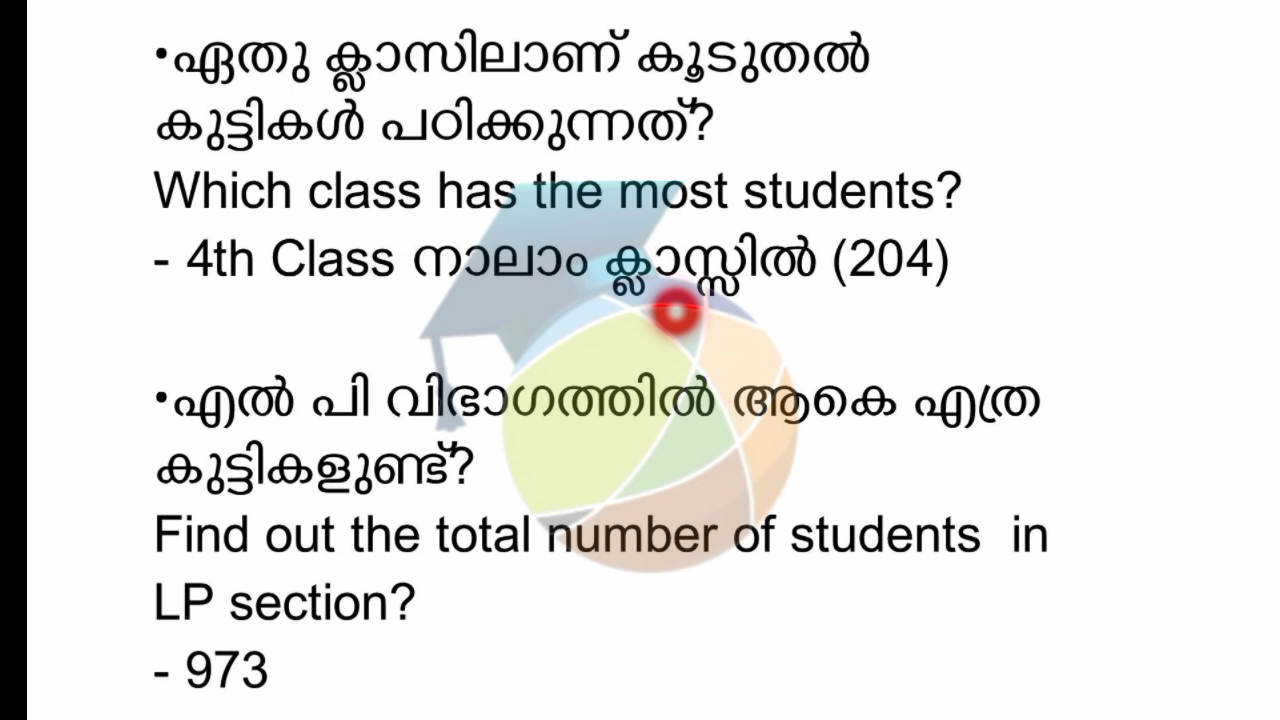 •ഏതു ക്ലാസിലാണ് കൂടുതൽ
കുട്ടികൾ പഠിക്കുന്നത്?
Which class has the most students?
- 4th Class നാലാം ക്ലാസ്സിൽ (204)
•എൽ പി വിഭാഗത്തിൽ ആകെ എത്ര
കുട്ടികളുണ്ട്?
Find out the total number of students  in
LP section?
- 973